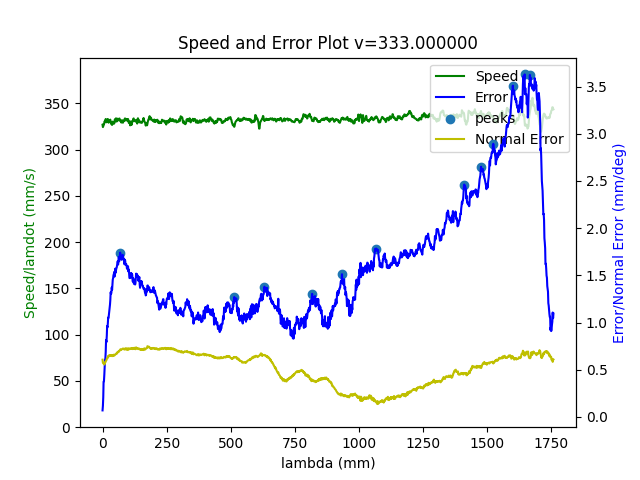 Speed and Error Plot v=333.000000
Speed
Error
peaks
Normal Error
350
300
250
200
150
100
50
0
Speed/lamdot (mm/s)
3.5
3.0
2.5
2.0
1.5
1.0
0.5
0.0
Error/Normal Error (mm/deg)
0 250 500 750 1000 1250 1500 1750
lambda (mm)